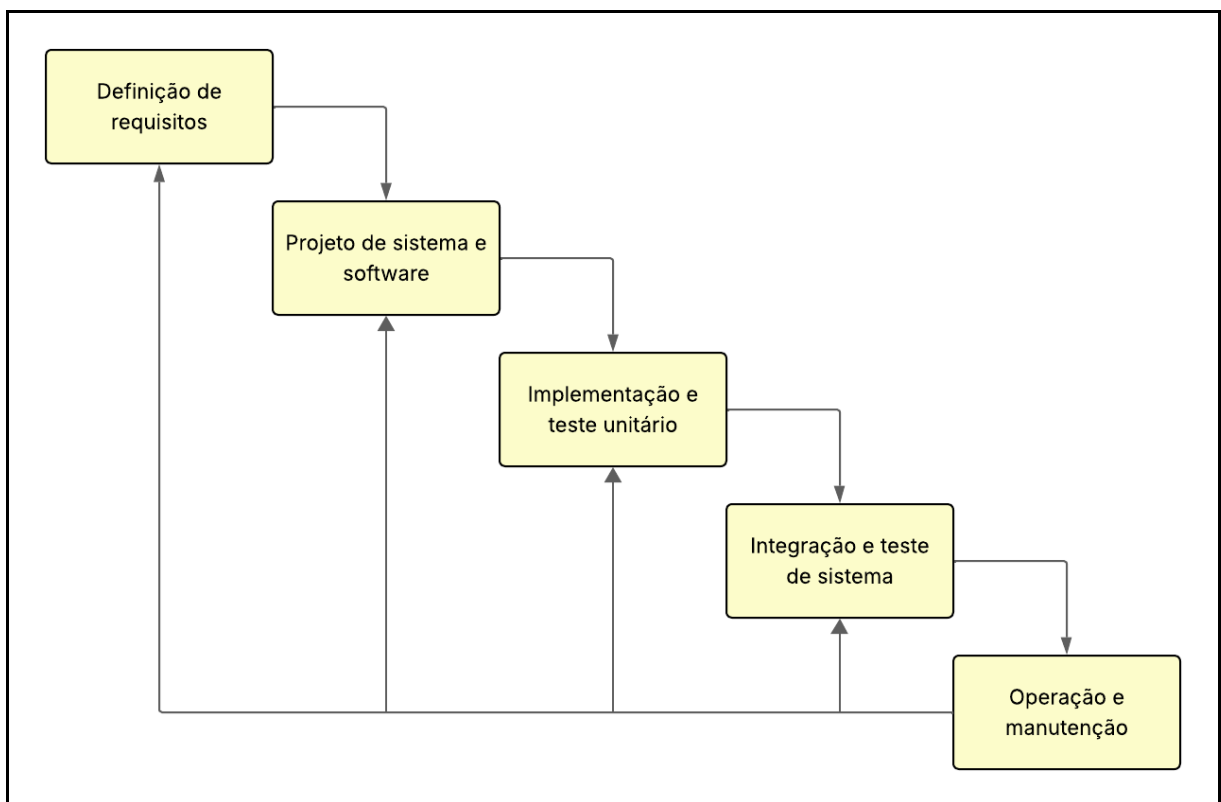 Definição de
requisitos
Projeto de sistema e
software
Implementação e
teste unitário
Integração e teste
de sistema
Operação e
manutenção